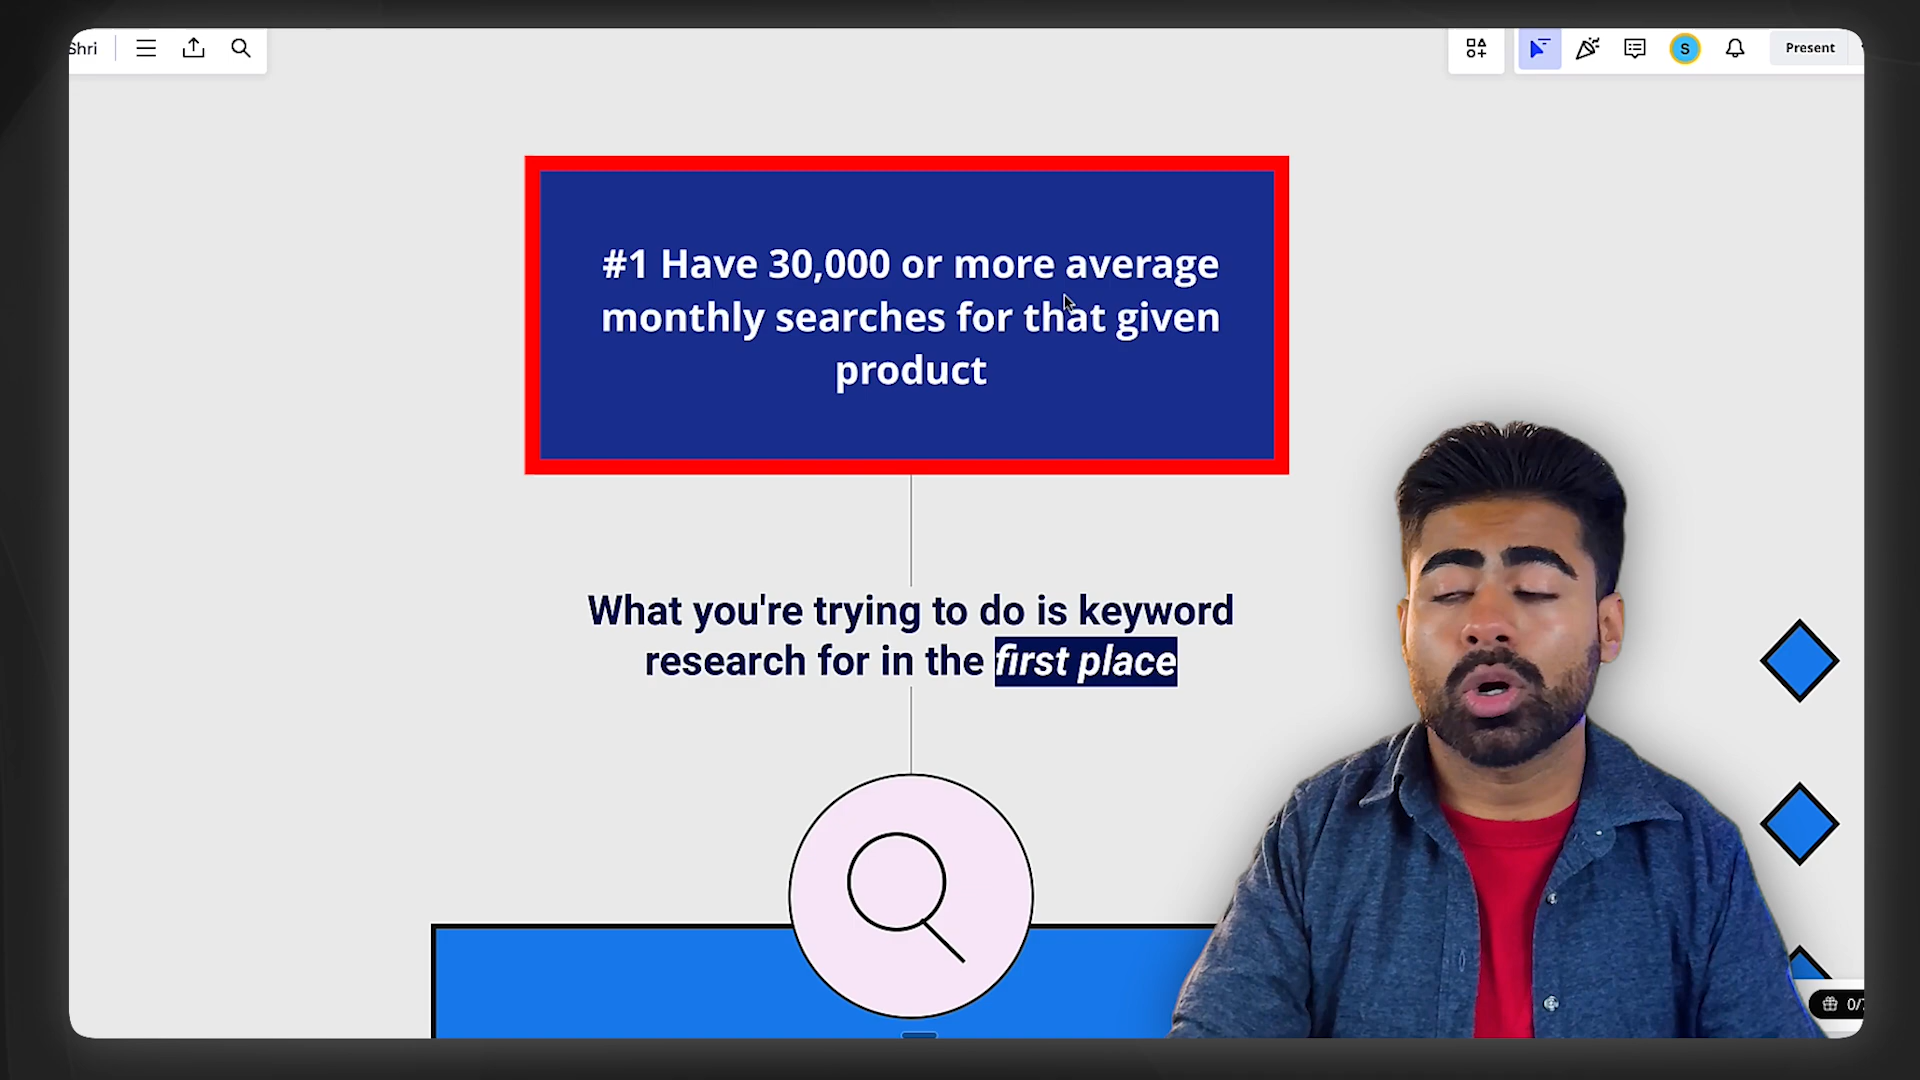 Shri
S
Present
#1 Have 30,000 or more average
monthly searches for that given
product
What you're trying to do is keyword
research for in the first place